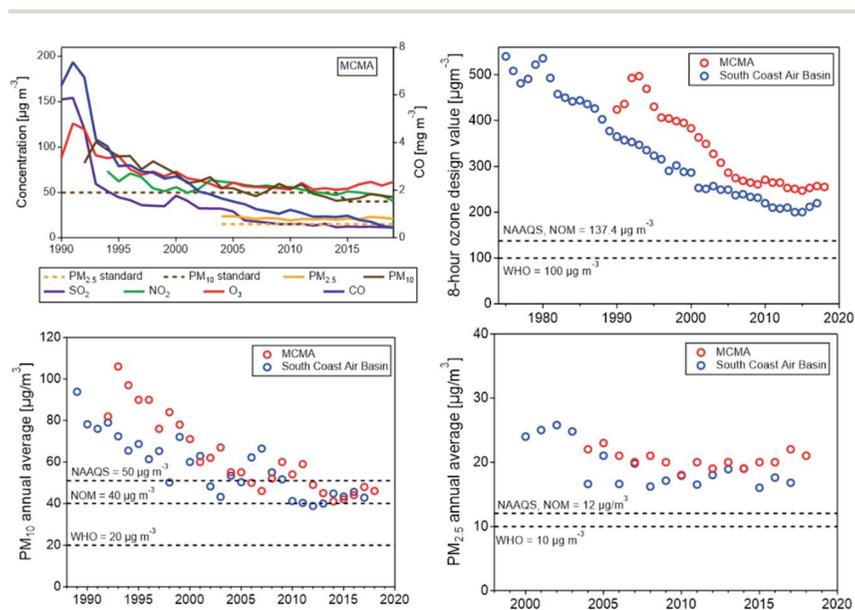 MCMA
Concentration [µg m⁻³]
200
150
100
50
0
8
6
4
2
0
CO [mg m⁻³]
1990
1995
2000
2005
2010
2015
PM₂.₅ standard
PM₁₀ standard
PM₂.₅
PM₁₀
SO₂
NO₂
O₃
CO
8-hour ozone design value [µgm⁻³]
500
400
300
200
100
0
MCMA
South Coast Air Basin
NAAQS, NOM = 137.4 µg m⁻³
WHO = 100 µg m⁻³
1980
1990
2000
2010
2020
PM₁₀ annual average [µg/m³]
120
100
80
60
40
20
0
MCMA
South Coast Air Basin
NAAQS = 50 µg m⁻³
NOM = 40 µg m⁻³
WHO = 20 µg m⁻³
1990
1995
2000
2005
2010
2015
2020
PM₂.₅ annual average [µg/m³]
40
30
20
10
0
MCMA
South Coast Air Basin
NAAQS, NOM = 12 µg/m³
WHO = 10 µg m⁻³
2000
2005
2010
2015
2020